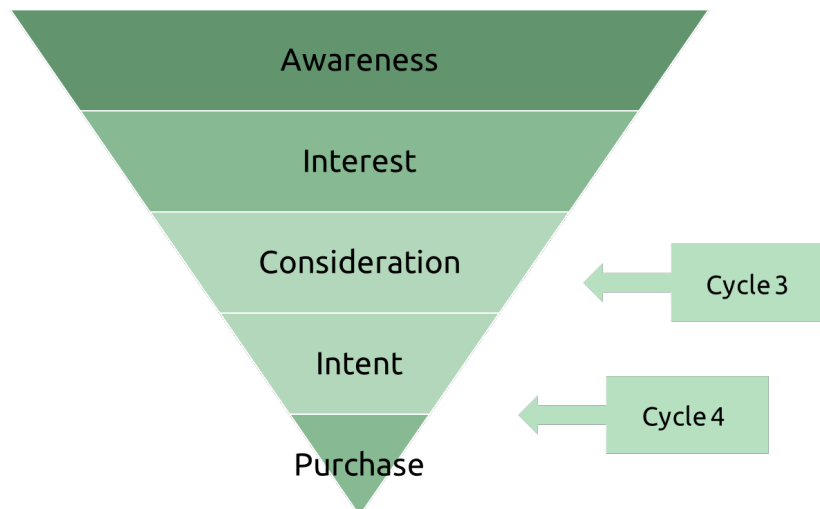 Awareness
Interest
Consideration
Cycle 3
Intent
Cycle 4
Purchase